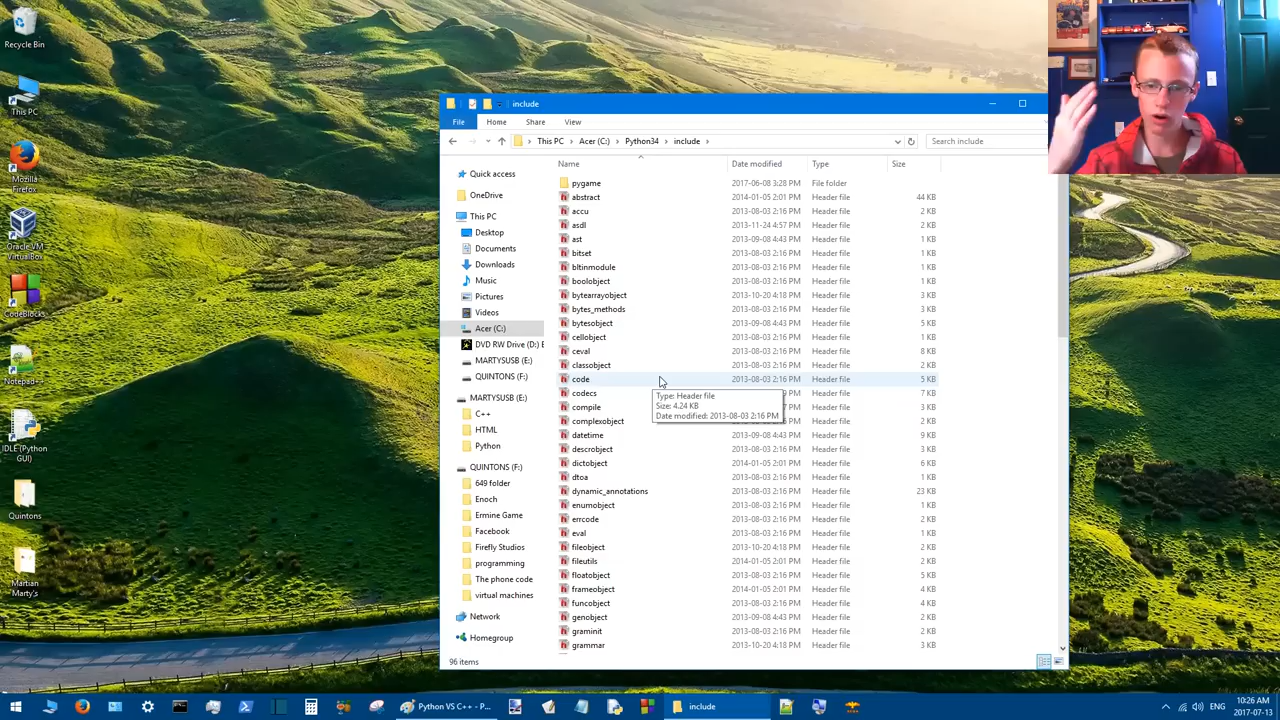 Recycle Bin
This PC
Mozilla Firefox
Oracle VM VirtualBox
CodeBlocks
Notepad++
IDLE (Python GUI)
Quintons
Martian Marty's
include
File
Home
Share
View
This PC
Acer (C:)
Python34
include
Search include
Quick access
OneDrive
This PC
Desktop
Documents
Downloads
Music
Pictures
Videos
Acer (C:)
DVD RW Drive (D:) E
MARTYSUSB (E:)
QUINTONS (F:)
MARTYSUSB (E:)
C++
HTML
Python
QUINTONS (F:)
649 folder
Enoch
Ermine Game
Facebook
Firefly Studios
programming
The phone code
virtual machines
Network
Homegroup
Name Date modified Type Size
pygame 2017-06-08 3:28 PM File folder
abstract 2014-01-05 2:01 PM Header file 44 KB
accu 2013-08-03 2:16 PM Header file 2 KB
asdl 2013-11-24 4:57 PM Header file 2 KB
ast 2013-09-08 4:43 PM Header file 1 KB
bitset 2013-08-03 2:16 PM Header file 1 KB
bltinmodule 2013-08-03 2:16 PM Header file 1 KB
boolobject 2013-08-03 2:16 PM Header file 1 KB
bytearrayobject 2013-10-20 4:18 PM Header file 3 KB
bytes_methods 2013-08-03 2:16 PM Header file 3 KB
bytesobject 2013-09-08 4:43 PM Header file 5 KB
cellobject 2013-08-03 2:16 PM Header file 1 KB
ceval 2013-08-03 2:16 PM Header file 8 KB
classobject 2013-08-03 2:16 PM Header file 2 KB
code 2013-08-03 2:16 PM Header file 5 KB
codecs Header file 7 KB
compile Header file 3 KB
complexobject Header file 2 KB
Type: Header file
Size: 4.24 KB
Date modified: 2013-08-03 2:16 PM
datetime 2013-09-08 4:43 PM Header file 9 KB
descrobject 2013-08-03 2:16 PM Header file 3 KB
dictobject 2014-01-05 2:01 PM Header file 6 KB
dtoa 2013-08-03 2:16 PM Header file 1 KB
dynamic_annotations 2013-08-03 2:16 PM Header file 23 KB
enumobject 2013-08-03 2:16 PM Header file 1 KB
errcode 2013-08-03 2:16 PM Header file 2 KB
eval 2013-08-03 2:16 PM Header file 1 KB
fileobject 2013-10-20 4:18 PM Header file 2 KB
fileutils 2014-01-05 2:01 PM Header file 2 KB
floatobject 2013-08-03 2:16 PM Header file 5 KB
frameobject 2014-01-05 2:01 PM Header file 4 KB
funcobject 2013-08-03 2:16 PM Header file 4 KB
genobject 2013-09-08 4:43 PM Header file 2 KB
graminit 2013-08-03 2:16 PM Header file 2 KB
grammar 2013-10-20 4:18 PM Header file 3 KB
96 items
Python VS C++ - P...
include
ENG
10:26 AM
2017-07-13